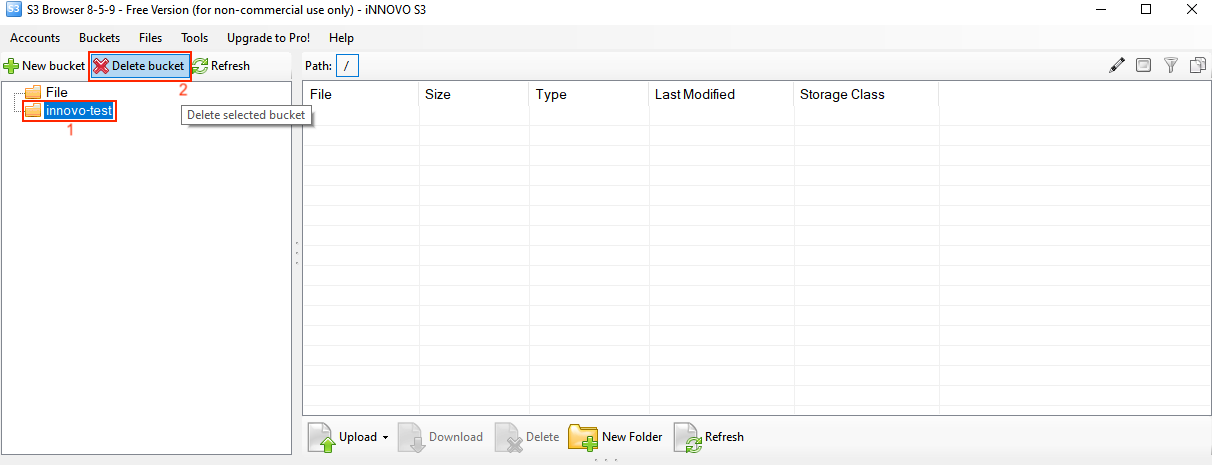 S3 S3 Browser 8-5-9 - Free Version (for non-commercial use only) - iNNOVO S3
Accounts Buckets Files Tools Upgrade to Pro! Help
New bucket Delete bucket Refresh Path: /
2
File
innovo-test
1
Delete selected bucket
File Size Type Last Modified Storage Class
Upload Download Delete New Folder Refresh